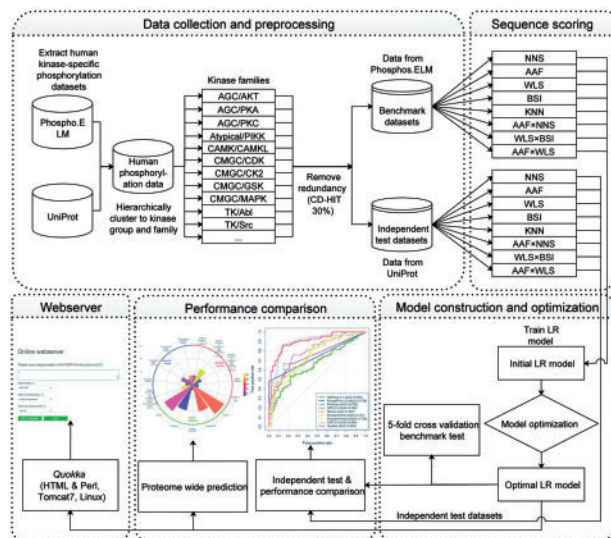 Data collection and preprocessing
Sequence scoring
Extract human
kinase-specific
phosphorylation
datasets
Phospho.E
LM
UniProt
Human
phosphoryl-
ation data
Hierarchically
cluster to kinase
group and family
Kinase families
AGC/AKT
AGC/PKA
AGC/PKC
Atypical/PIKK
CAMK/CAMKL
CMGC/CDK
CMGC/CK2
CMGC/GSK
CMGC/MAPK
TK/Abl
TK/Src
...
Remove
redundancy
(CD-HIT
30%)
Data from
Phospho.ELM
Benchmark
datasets
Independent
test datasets
Data from
UniProt
NNS
AAF
WLS
BSI
KNN
AAF×NNS
WLS×BSI
AAF×WLS
NNS
AAF
WLS
BSI
KNN
AAF×NNS
WLS×BSI
AAF×WLS
Webserver
Performance comparison
Model construction and optimization
Online webserver
Quokka
(HTML & Perl,
Tomcat7, Linux)
Proteome wide prediction
Independent test &
performance comparison
5-fold cross validation
benchmark test
Train LR
model
Initial LR model
Model optimization
Optimal LR model
Independent test datasets